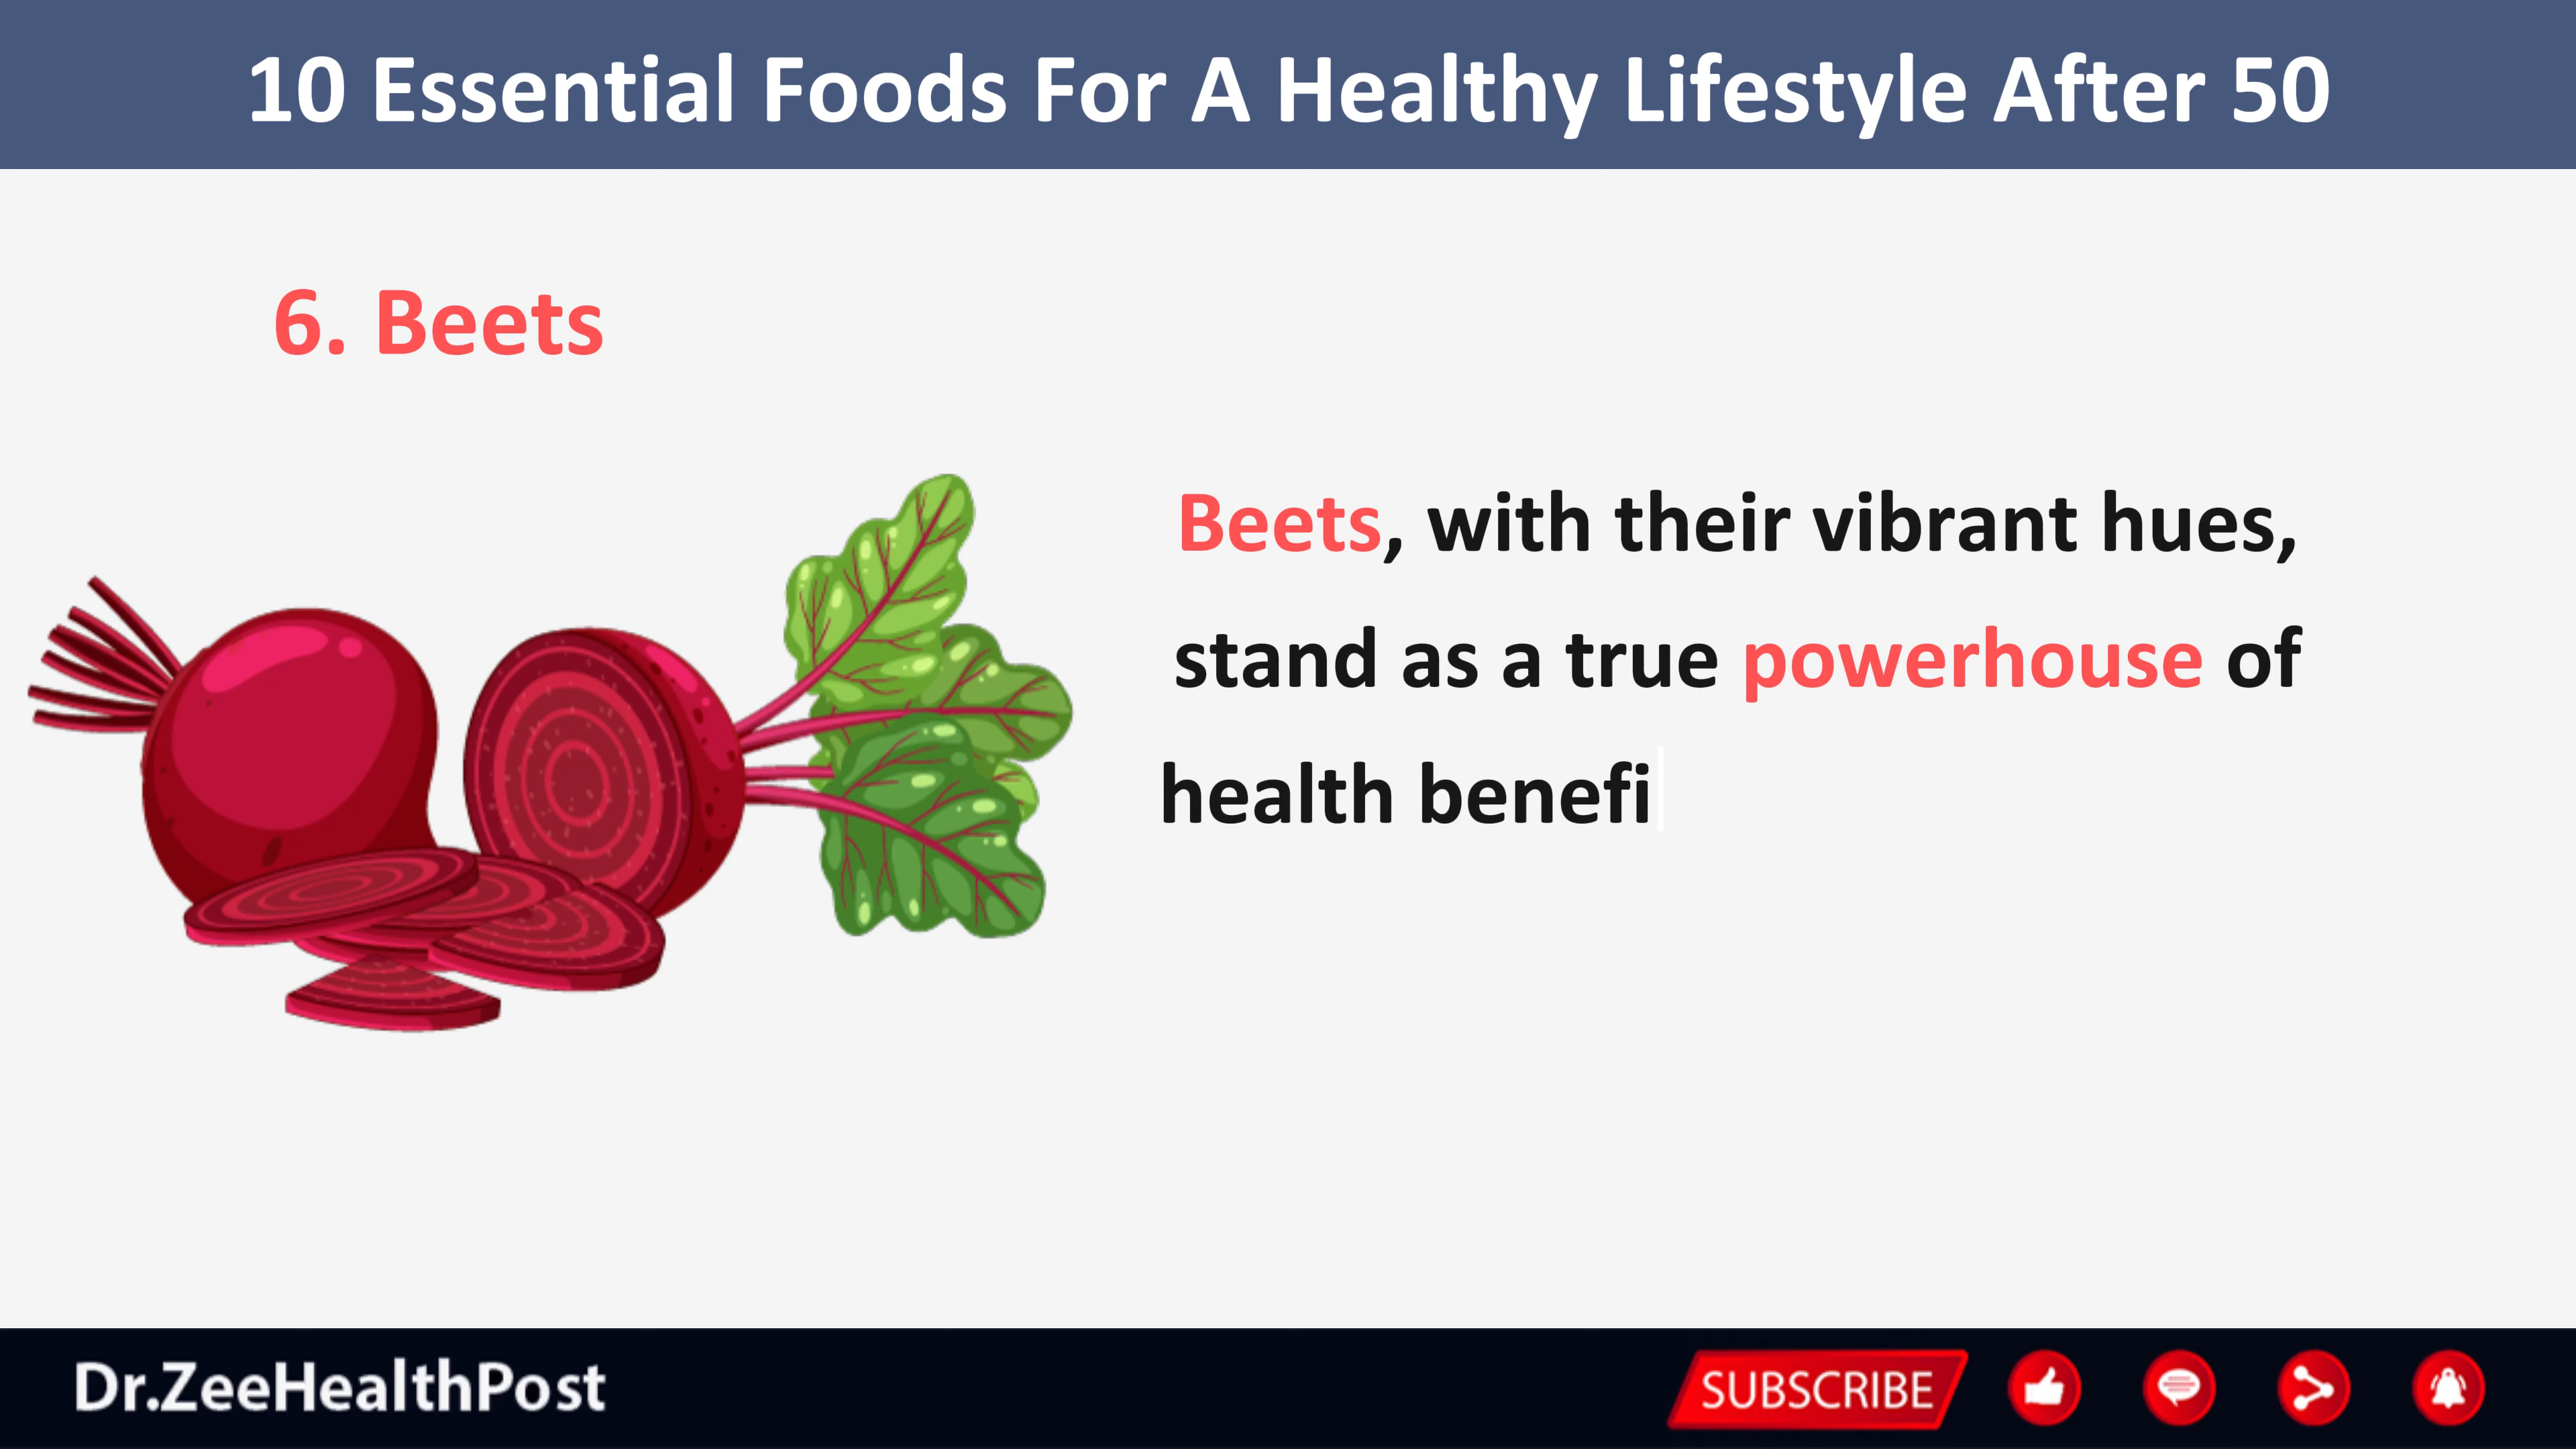 10 Essential Foods For A Healthy Lifestyle After 50
6. Beets
Beets, with their vibrant hues,
stand as a true powerhouse of
health benefi
Dr.ZeeHealthPost
SUBSCRIBE